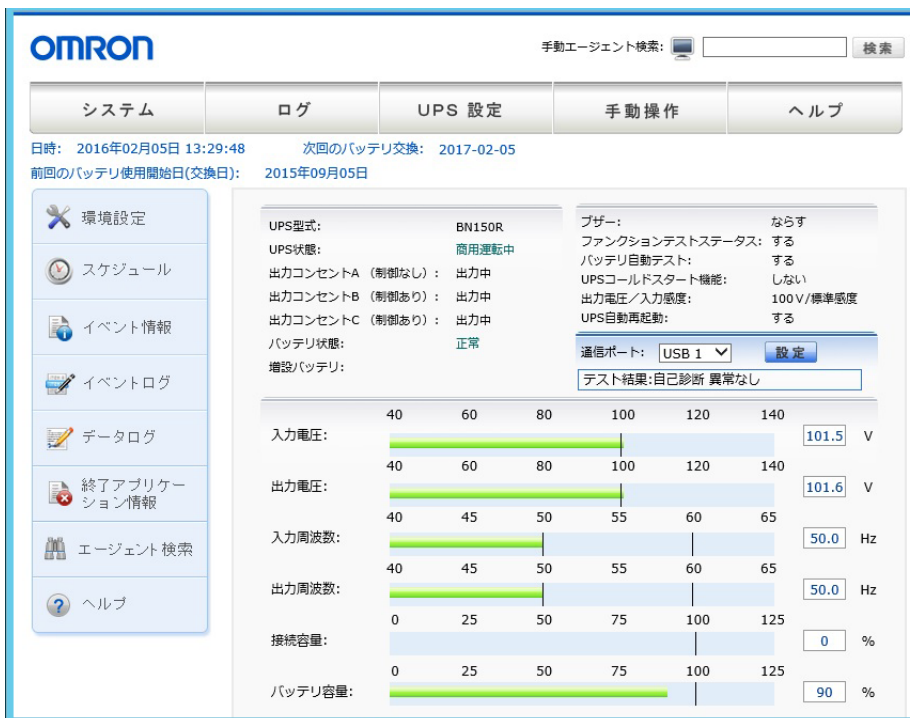 OMRON
手動エージェント検索: 検索
システム ログ UPS 設定 手動操作 ヘルプ
日時: 2016年02月05日 13:29:48 次回のバッテリ交換: 2017-02-05
前回のバッテリ使用開始日(交換日): 2015年09月05日
環境設定
スケジュール
イベント情報
イベントログ
データログ
終了アプリケー
ション情報
エージェント検索
ヘルプ
UPS型式: BN150R
UPS状態: 商用運転中
出力コンセントA （制御なし）: 出力中
出力コンセントB （制御あり）: 出力中
出力コンセントC （制御あり）: 出力中
バッテリ状態: 正常
増設バッテリ:
ブザー: ならす
ファンクションテストステータス: する
バッテリ自動テスト: する
UPSコールドスタート機能: しない
出力電圧／入力感度: 100V/標準感度
UPS自動再起動: する
通信ポート: USB 1 設定
テスト結果:自己診断 異常なし
40 60 80 100 120 140
入力電圧: 101.5 V
40 60 80 100 120 140
出力電圧: 101.6 V
40 45 50 55 60 65
入力周波数: 50.0 Hz
40 45 50 55 60 65
出力周波数: 50.0 Hz
0 25 50 75 100 125
接続容量: 0 %
0 25 50 75 100 125
バッテリ容量: 90 %